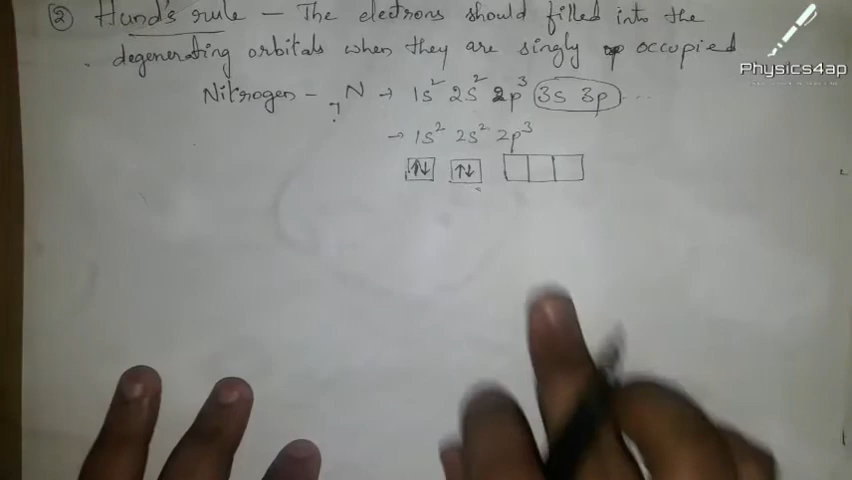 ② Hund's rule – The electrons should filled into the
degenerating orbitals when they are singly occupied
Physics4ap
Nitrogen – ₇N → 1s² 2s² 2p³ 3s 3p ...
→ 1s² 2s² 2p³
↑↓ ↑↓